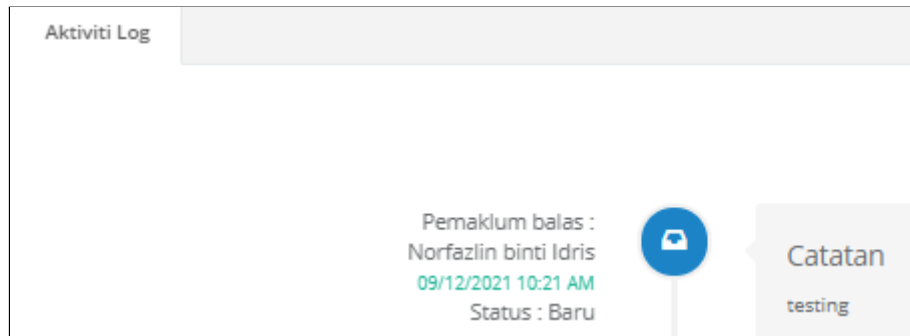 Aktiviti Log
Pemaklum balas :
Norfazlin binti Idris
09/12/2021 10:21 AM
Status : Baru
Catatan
testing